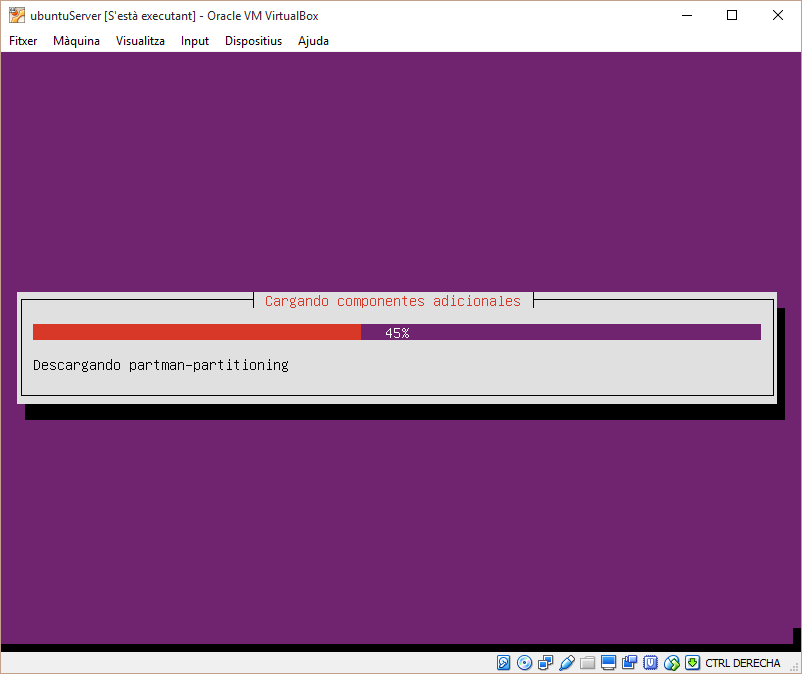 ubuntuServer [S'està executant] - Oracle VM VirtualBox
Fitxer Màquina Visualitza Input Dispositius Ajuda
Cargando componentes adicionales
45%
Descargando partman-partitioning
CTRL DERECHA